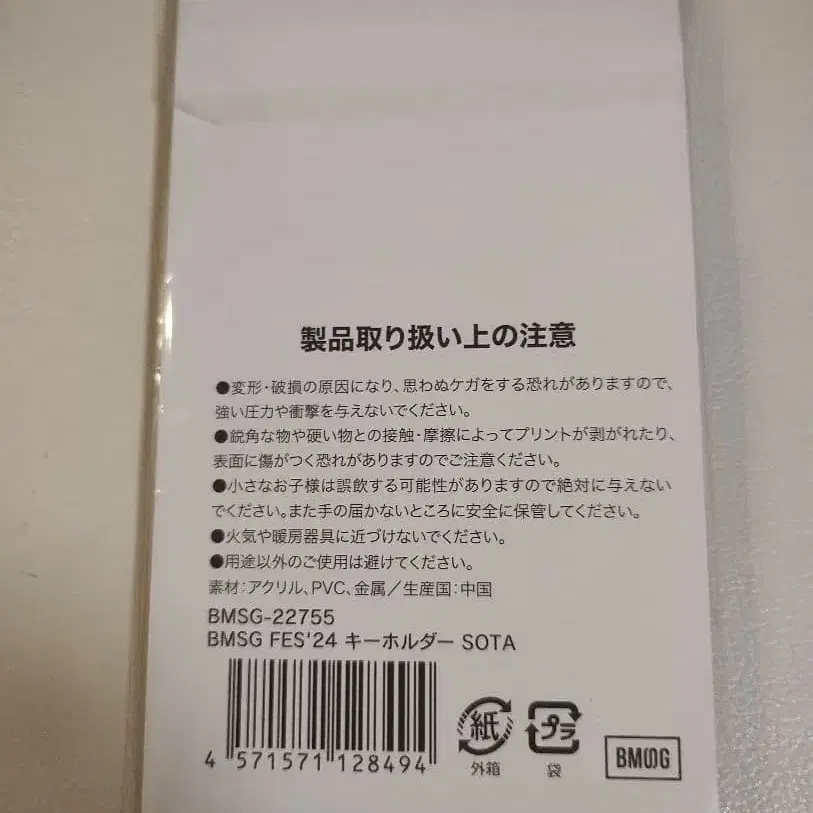 製品取り扱い上の注意
●変形・破損の原因になり、思わぬケガをする恐れがありますので、
強い圧力や衝撃を与えないでください。
●鋭角な物や硬い物との接触・摩擦によってプリントが剥がれたり、
表面に傷がつく恐れがありますのでご注意ください。
●小さなお子様は誤飲する可能性がありますので絶対に与えない
でください。また手の届かないところに安全に保管してください。
●火気や暖房器具に近づけないでください。
●用途以外のご使用は避けてください。
素材：アクリル、PVC、金属／生産国：中国
BMSG-22755
BMSG FES'24 キーホルダー SOTA
4 571571 128494
紙
外箱
プラ
袋
BMSG